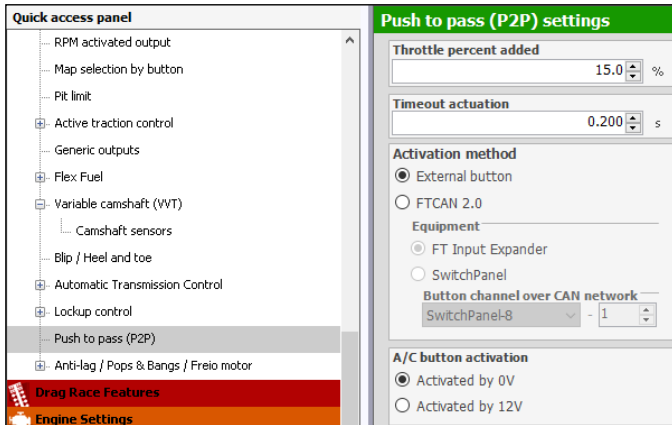 Quick access panel
RPM activated output
Map selection by button
Pit limit
Active traction control
Generic outputs
Flex Fuel
Variable camshaft (VVT)
Camshaft sensors
Blip / Heel and toe
Automatic Transmission Control
Lockup control
Push to pass (P2P)
Anti-lag / Pops & Bangs / Freio motor
Drag Race Features
Engine Settings
Push to pass (P2P) settings
Throttle percent added
15.0 %
Timeout actuation
0.200 s
Activation method
External button
FTCAN 2.0
Equipment
FT Input Expander
SwitchPanel
Button channel over CAN network
SwitchPanel-8 - 1
A/C button activation
Activated by 0V
Activated by 12V